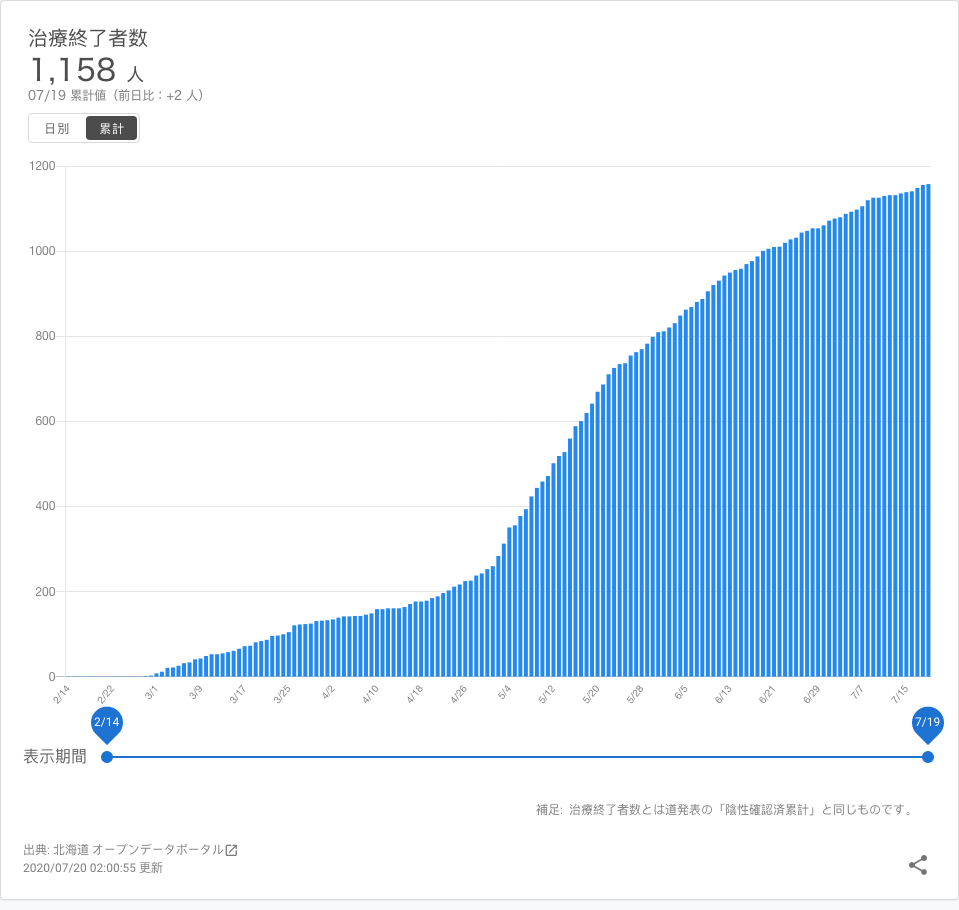 治療終了者数
1,158 人
07/19 累計値（前日比：+2 人）
日別 累計
1200
1000
800
600
400
200
0
2/14 2/22 3/1 3/9 3/17 3/25 4/2 4/10 4/18 4/26 5/4 5/12 5/20 5/28 6/5 6/13 6/21 6/29 7/7 7/15
2/14 7/19
表示期間
補足: 治療終了者数とは道発表の「陰性確認済累計」と同じものです。
出典: 北海道 オープンデータポータル
2020/07/20 02:00:55 更新